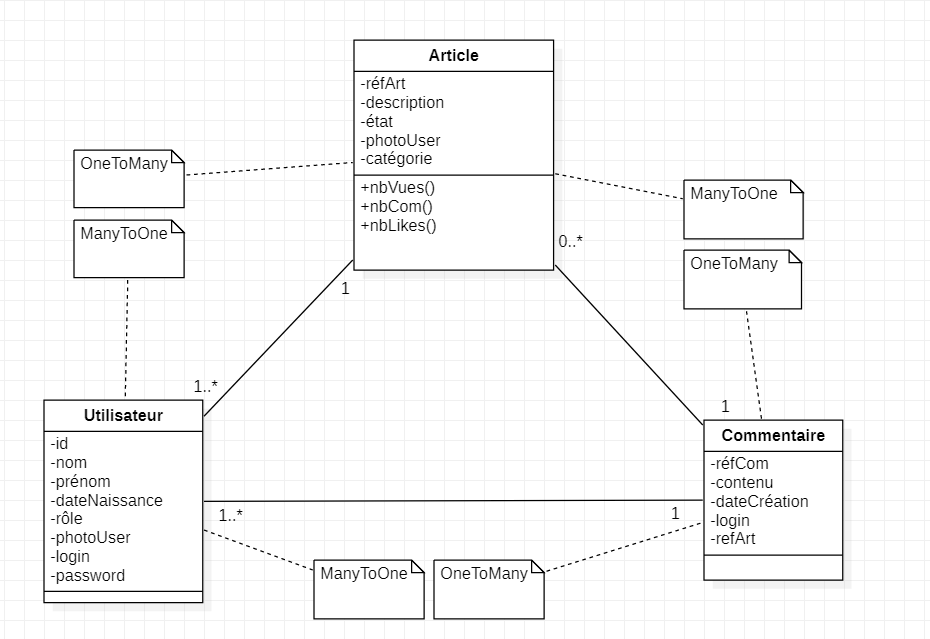 Article
-réfArt
-description
-état
-photoUser
-catégorie
+nbVues()
+nbCom()
+nbLikes()
OneToMany
ManyToOne
ManyToOne
OneToMany
0..*
1
1..*
1
Utilisateur
-id
-nom
-prénom
-dateNaissance
-rôle
-photoUser
-login
-password
Commentaire
-réfCom
-contenu
-dateCréation
-login
-refArt
1..*
1
ManyToOne
OneToMany